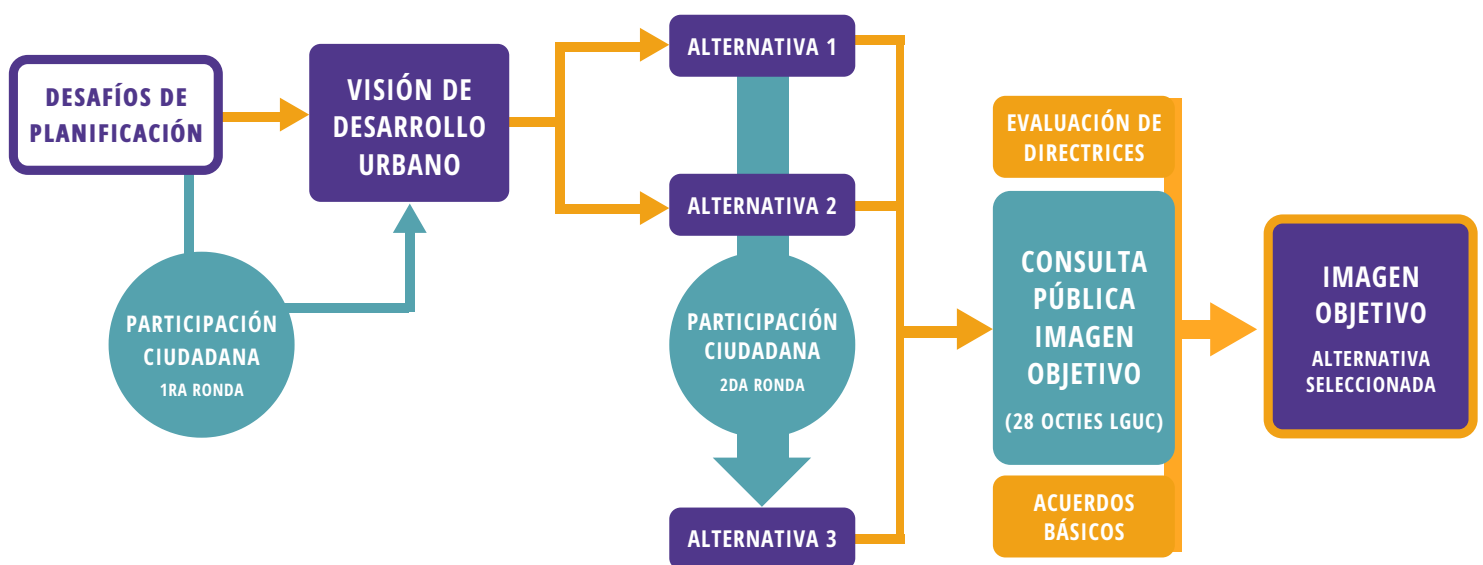 DESAFÍOS DE
PLANIFICACIÓN
PARTICIPACIÓN
CIUDADANA
1RA RONDA
VISIÓN DE
DESARROLLO
URBANO
ALTERNATIVA 1
ALTERNATIVA 2
PARTICIPACIÓN
CIUDADANA
2DA RONDA
ALTERNATIVA 3
EVALUACIÓN DE
DIRECTRICES
CONSULTA
PÚBLICA
IMAGEN
OBJETIVO
(28 OCTIES LGUC)
ACUERDOS
BÁSICOS
IMAGEN
OBJETIVO
ALTERNATIVA
SELECCIONADA